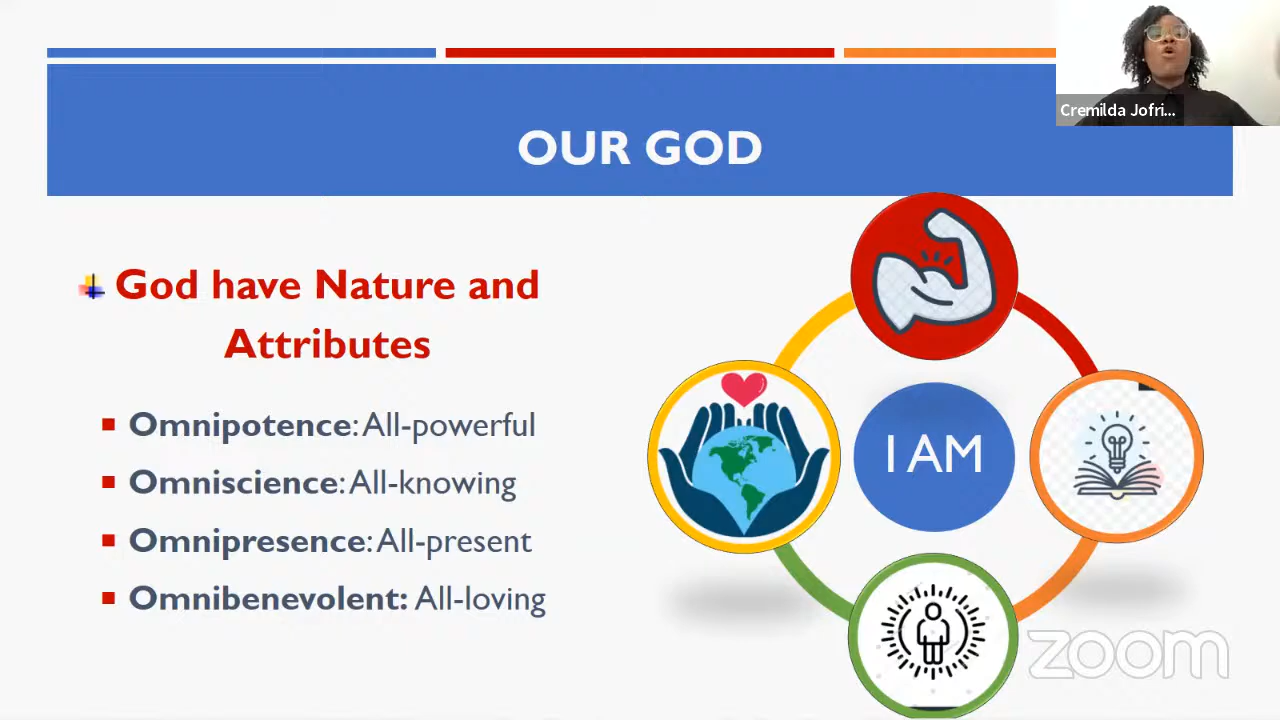 OUR GOD
Cremilda Jofri...
God have Nature and
Attributes
Omnipotence: All-powerful
Omniscience: All-knowing
Omnipresence: All-present
Omnibenevolent: All-loving
I AM
zoom